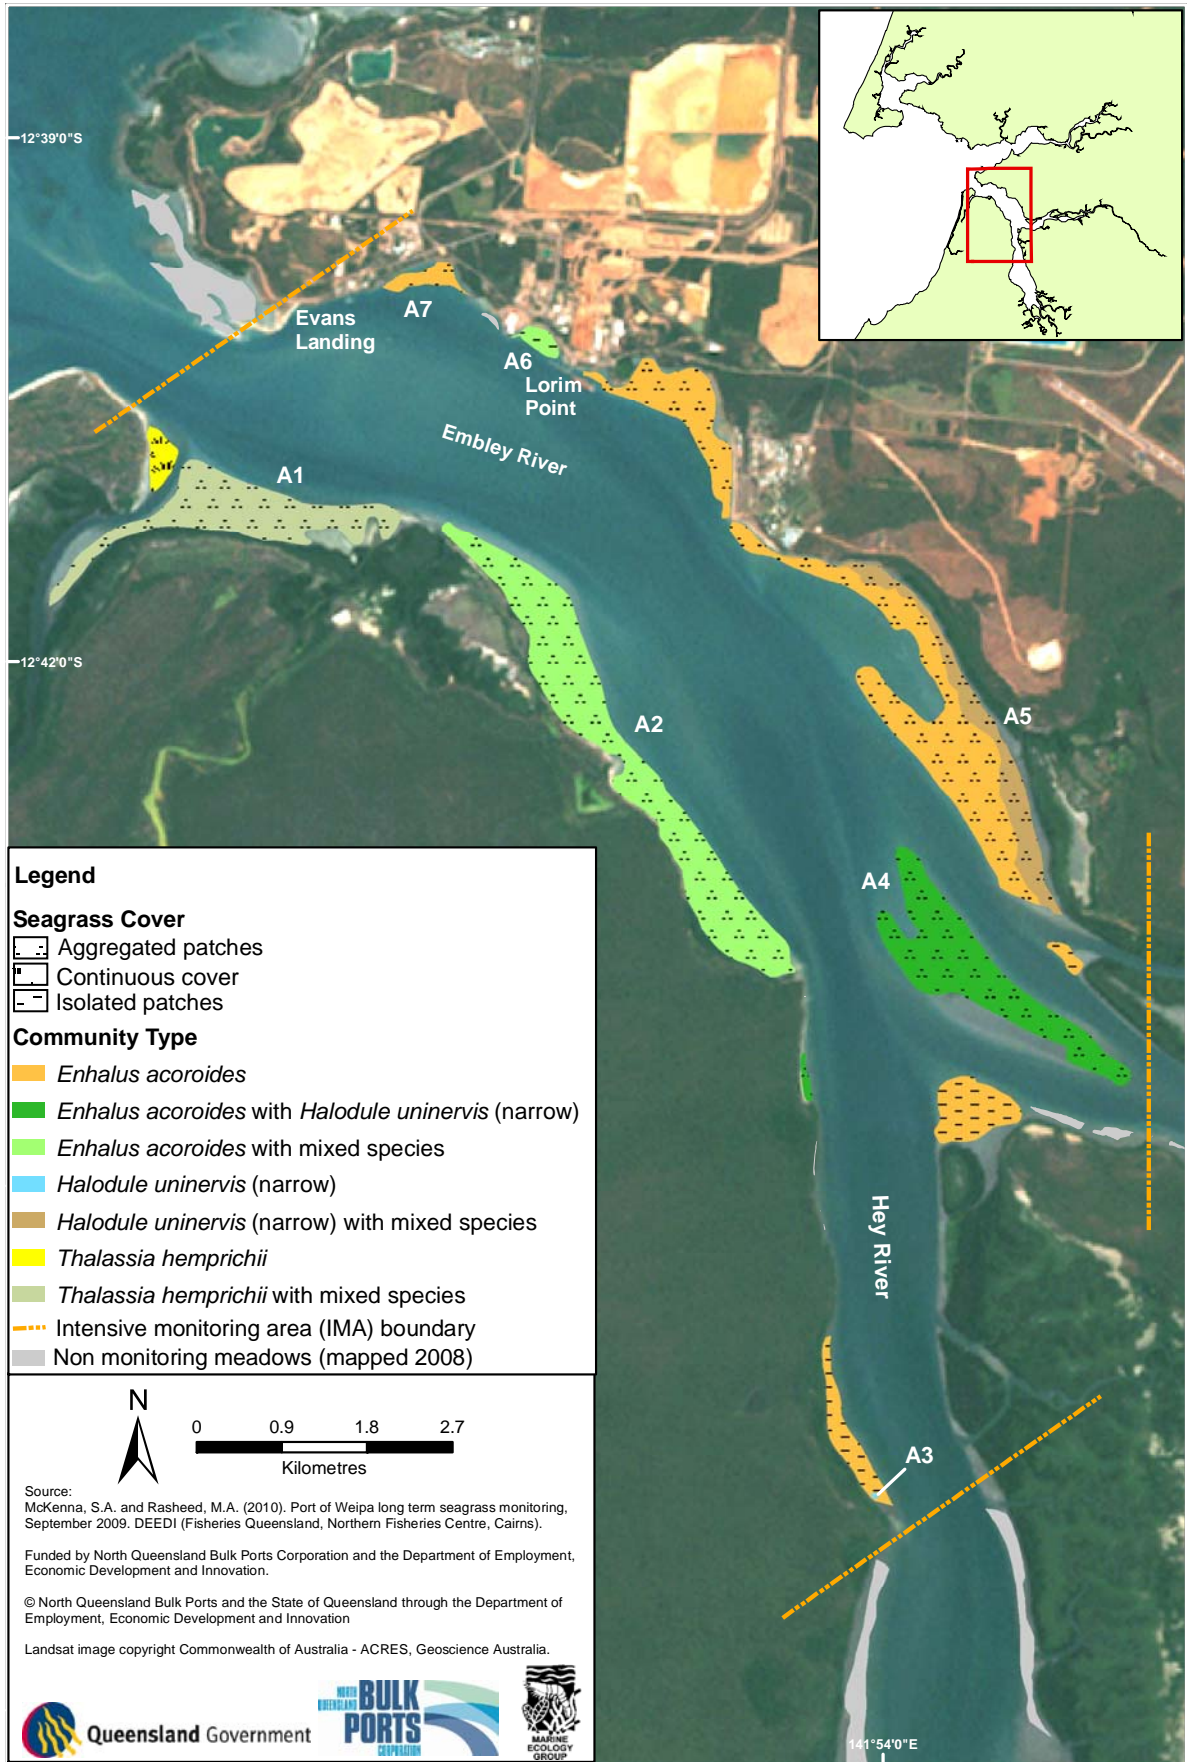 12°39'0"S
Evans
Landing
A7
A6
Lorim
Point
Embley River
A1
12°42'0"S
A2
A5
A4
Hey River
A3
141°54'0"E
Legend
Seagrass Cover
Aggregated patches
Continuous cover
Isolated patches
Community Type
Enhalus acoroides
Enhalus acoroides with Halodule uninervis (narrow)
Enhalus acoroides with mixed species
Halodule uninervis (narrow)
Halodule uninervis (narrow) with mixed species
Thalassia hemprichii
Thalassia hemprichii with mixed species
Intensive monitoring area (IMA) boundary
Non monitoring meadows (mapped 2008)
N
0 0.9 1.8 2.7
Kilometres
Source:
McKenna, S.A. and Rasheed, M.A. (2010). Port of Weipa long term seagrass monitoring,
September 2009. DEEDI (Fisheries Queensland, Northern Fisheries Centre, Cairns).
Funded by North Queensland Bulk Ports Corporation and the Department of Employment,
Economic Development and Innovation.
© North Queensland Bulk Ports and the State of Queensland through the Department of
Employment, Economic Development and Innovation
Landsat image copyright Commonwealth of Australia - ACRES, Geoscience Australia.
Queensland Government
NORTH
QUEENSLAND
BULK
PORTS
CORPORATION
MARINE
ECOLOGY
GROUP